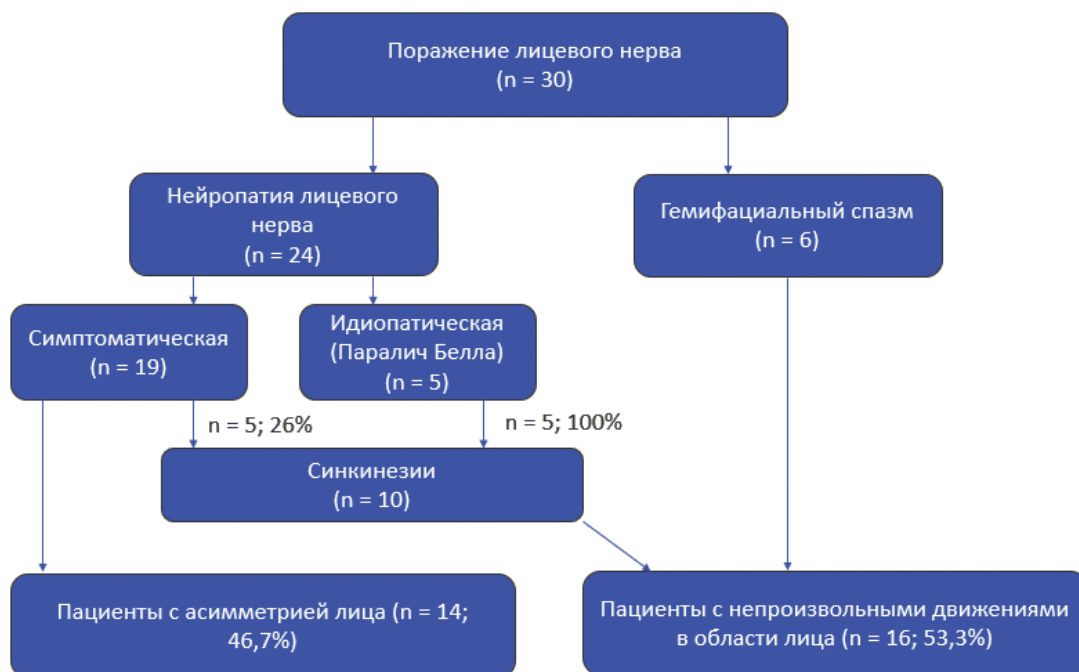 Поражение лицевого нерва
(n = 30)
Нейропатия лицевого
нерва
(n = 24)
Гемифациальный спазм
(n = 6)
Симптоматическая
(n = 19)
Идиопатическая
(Паралич Белла)
(n = 5)
n = 5; 26%
n = 5; 100%
Синкинезии
(n = 10)
Пациенты с асимметрией лица (n = 14;
46,7%)
Пациенты с непроизвольными движениями
в области лица (n = 16; 53,3%)